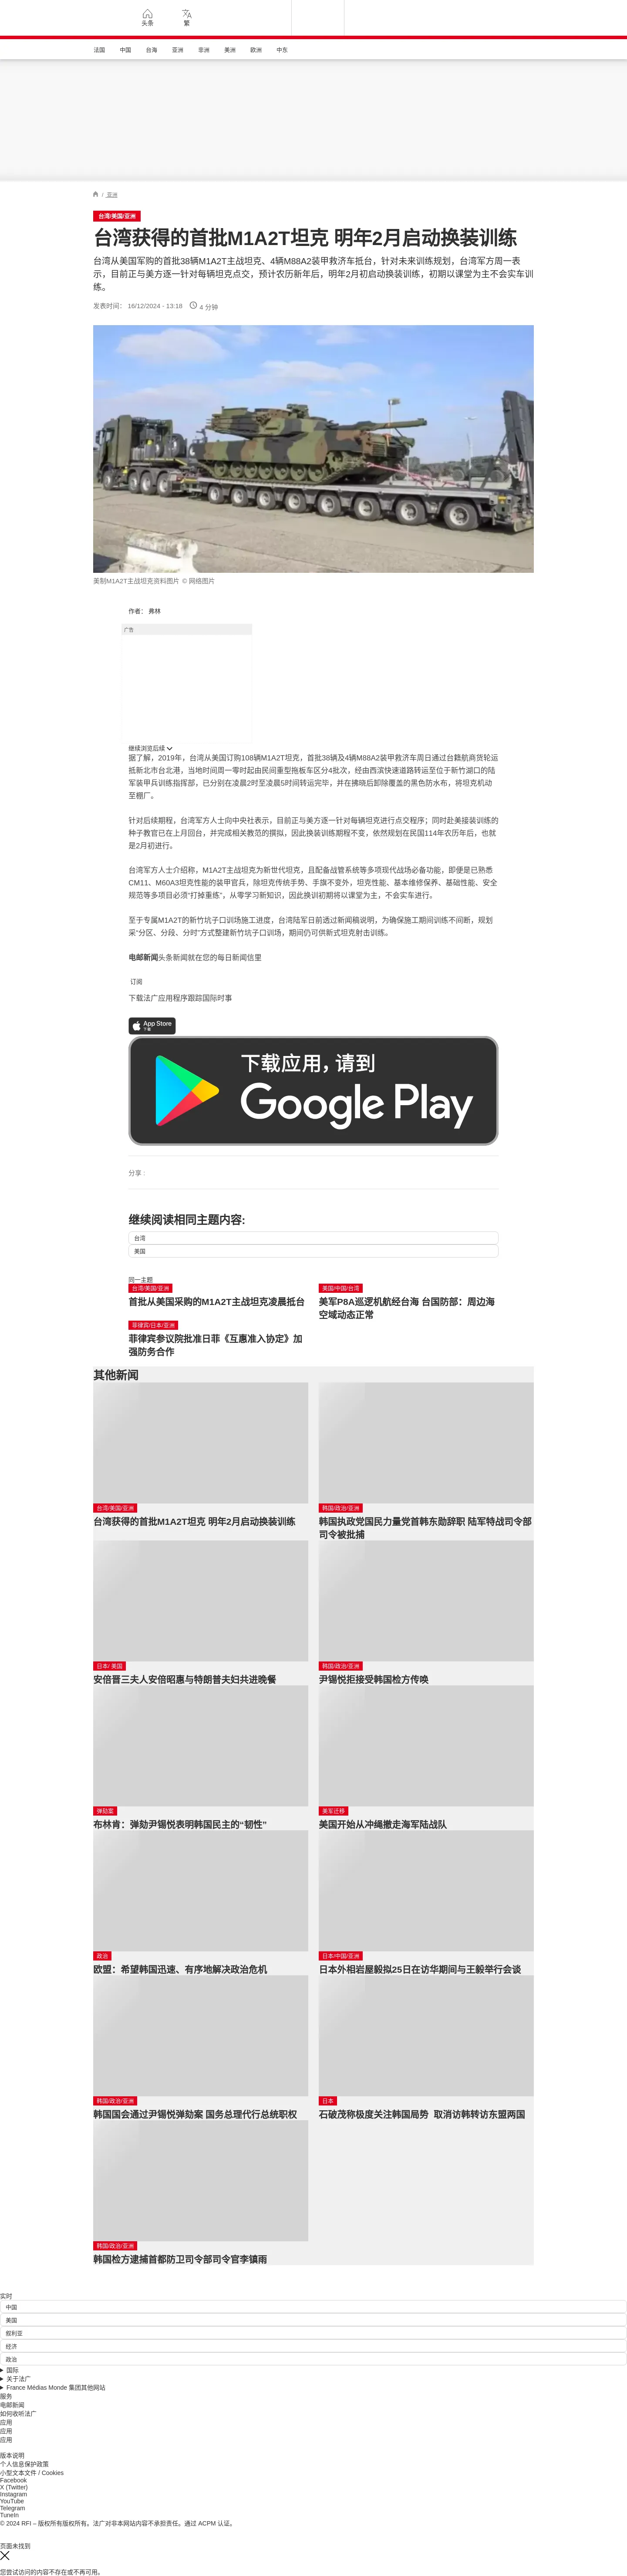 头条
繁
法国
中国
台海
亚洲
非洲
美洲
欧洲
中东
/ 亚洲
台湾/美国/亚洲
台湾获得的首批M1A2T坦克 明年2月启动换装训练
台湾从美国军购的首批38辆M1A2T主战坦克、4辆M88A2装甲救济车抵台，针对未来训练规划，台湾军方周一表
示，目前正与美方逐一针对每辆坦克点交，预计农历新年后，明年2月初启动换装训练，初期以课堂为主不会实车训
练。
发表时间： 16/12/2024 - 13:18
4 分钟
美制M1A2T主战坦克资料图片 © 网络图片
作者： 弗林
广告
继续浏览后续
据了解，2019年，台湾从美国订购108辆M1A2T坦克，首批38辆及4辆M88A2装甲救济车周日通过台籍航商货轮运
抵新北市台北港，当地时间周一零时起由民间重型拖板车区分4批次，经由西滨快速道路转运至位于新竹湖口的陆
军装甲兵训练指挥部，已分别在凌晨2时至凌晨5时间转运完毕，并在拂晓后卸除覆盖的黑色防水布，将坦克机动
至棚厂。
针对后续期程，台湾军方人士向中央社表示，目前正与美方逐一针对每辆坦克进行点交程序；同时赴美接装训练的
种子教官已在上月回台，并完成相关教范的撰拟，因此换装训练期程不变，依然规划在民国114年农历年后，也就
是2月初进行。
台湾军方人士介绍称，M1A2T主战坦克为新世代坦克，且配备战管系统等多项现代战场必备功能，即便是已熟悉
CM11、M60A3坦克性能的装甲官兵，除坦克传统手势、手旗不变外，坦克性能、基本维修保养、基础性能、安全
规范等多项目必须“打掉重练”，从零学习新知识，因此换训初期将以课堂为主，不会实车进行。
至于专属M1A2T的新竹坑子口训场施工进度，台湾陆军日前透过新闻稿说明，为确保施工期间训练不间断，规划
采“分区、分段、分时”方式整建新竹坑子口训场，期间仍可供新式坦克射击训练。
电邮新闻头条新闻就在您的每日新闻信里
订阅
下载法广应用程序跟踪国际时事
App Store
下载
下载应用，请到
Google Play
分享 :
继续阅读相同主题内容:
台湾
美国
同一主题
台湾/美国/亚洲
首批从美国采购的M1A2T主战坦克凌晨抵台
美国/中国/台湾
美军P8A巡逻机航经台海 台国防部：周边海
空域动态正常
菲律宾/日本/亚洲
菲律宾参议院批准日菲《互惠准入协定》加
强防务合作
其他新闻
台湾/美国/亚洲
台湾获得的首批M1A2T坦克 明年2月启动换装训练
韩国/政治/亚洲
韩国执政党国民力量党首韩东勋辞职 陆军特战司令部
司令被批捕
日本/ 美国
安倍晋三夫人安倍昭惠与特朗普夫妇共进晚餐
韩国/政治/亚洲
尹锡悦拒接受韩国检方传唤
弹劾案
布林肯：弹劾尹锡悦表明韩国民主的“韧性”
美军迁移
美国开始从冲绳撤走海军陆战队
政治
欧盟：希望韩国迅速、有序地解决政治危机
日本/中国/亚洲
日本外相岩屋毅拟25日在访华期间与王毅举行会谈
韩国/政治/亚洲
韩国国会通过尹锡悦弹劾案 国务总理代行总统职权
日本
石破茂称极度关注韩国局势 取消访韩转访东盟两国
韩国/政治/亚洲
韩国检方逮捕首都防卫司令部司令官李镇雨
实时
中国
美国
叙利亚
经济
政治
国际
关于法广
France Médias Monde 集团其他网站
服务
电邮新闻
如何收听法广
应用
应用
应用
版本说明
个人信息保护政策
小型文本文件 / Cookies
Facebook
X (Twitter)
Instagram
YouTube
Telegram
TuneIn
© 2024 RFI – 版权所有版权所有。法广对非本网站内容不承担责任。通过 ACPM 认证。
页面未找到
您尝试访问的内容不存在或不再可用。